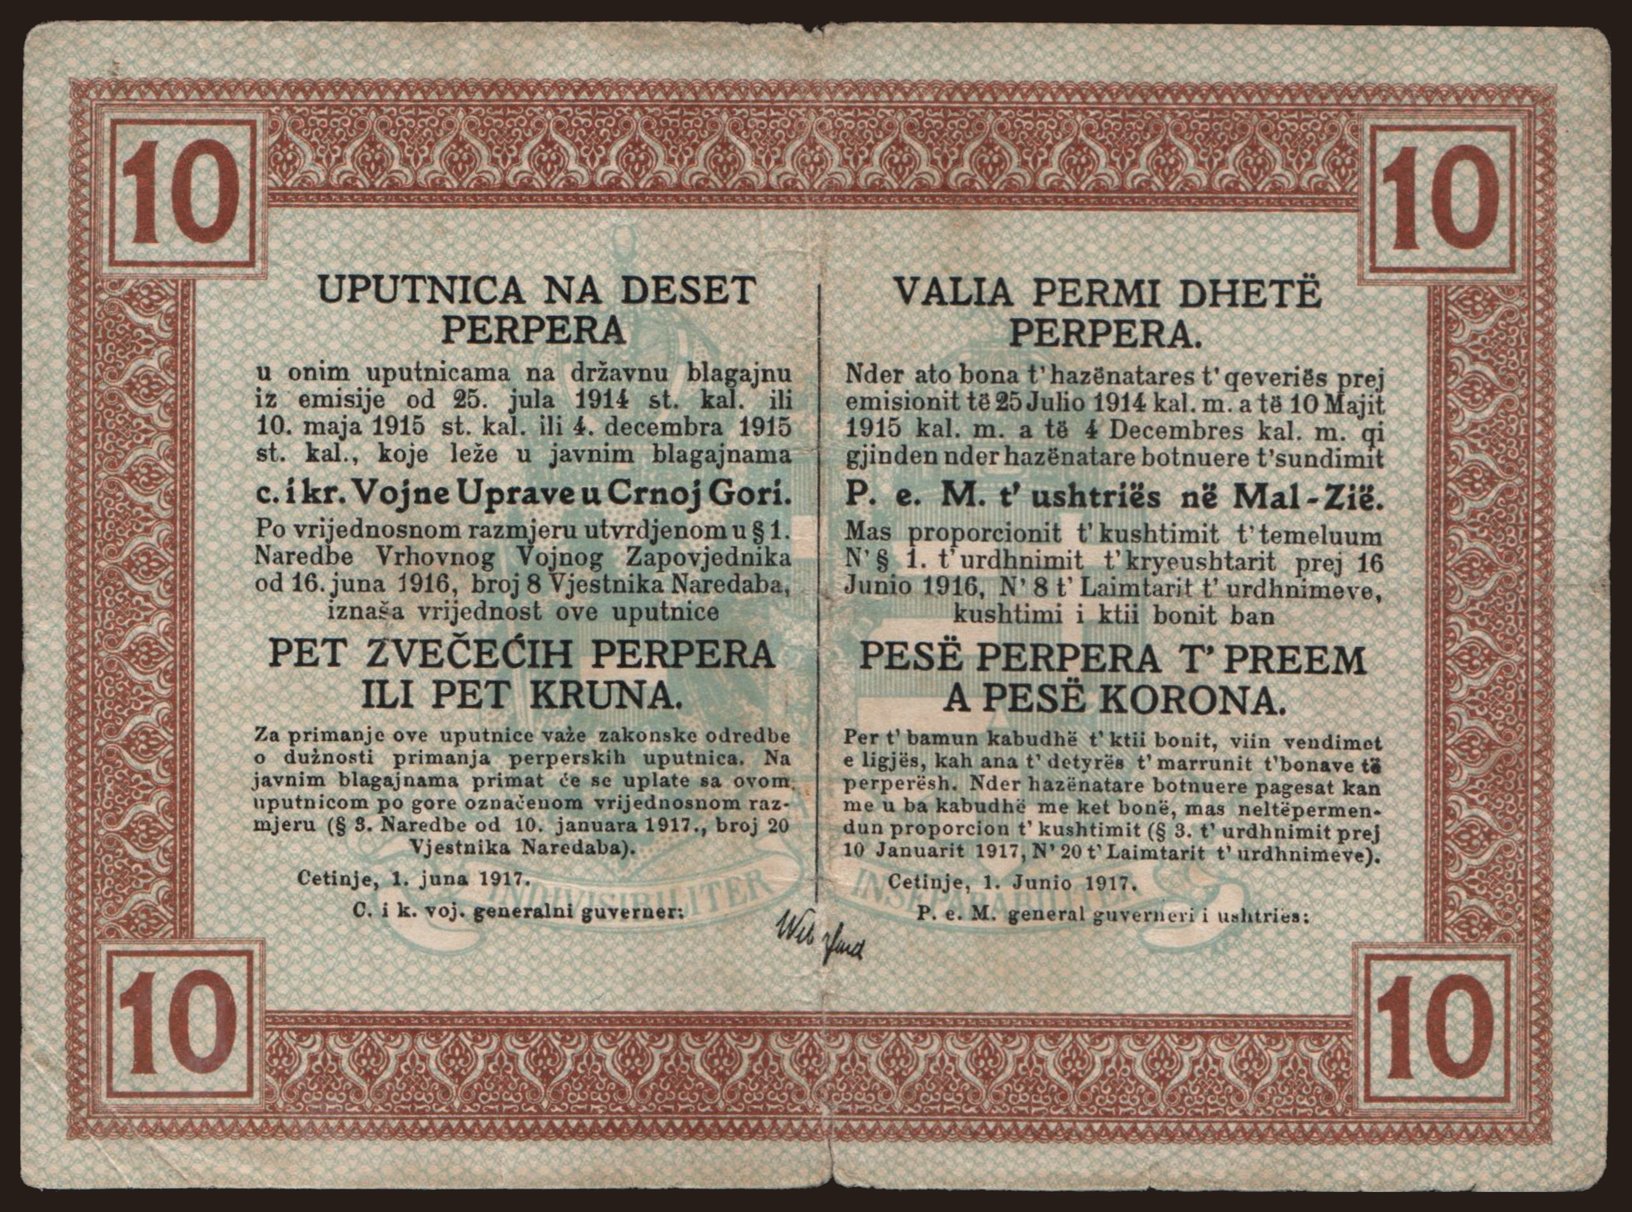 10
10
UPUTNICA NA DESET
PERPERA
u onim uputnicama na državnu blagajnu
iz emisije od 25. jula 1914 st. kal. ili
10. maja 1915 st. kal. ili 4. decembra 1915
st. kal., koje leže u javnim blagajnama
c. i kr. Vojne Uprave u Crnoj Gori.
Po vrijednosnom razmjeru utvrdjenom u § 1.
Naredbe Vrhovnog Vojnog Zapovjednika
od 16. juna 1916, broj 8 Vjestnika Naredaba,
iznaša vrijednost ove uputnice
PET ZVEČEĆIH PERPERA
ILI PET KRUNA.
Za primanje ove uputnice važe zakonske odredbe
o dužnosti primanja perperskih uputnica. Na
javnim blagajnama primat će se uplate sa ovom
uputnicom po gore označenom vrijednosnom raz-
mjeru (§ 3. Naredbe od 10. januara 1917., broj 20
Vjestnika Naredaba).
Cetinje, 1. juna 1917.
C. i k. voj. generalni guverner:
VALIA PERMI DHETË
PERPERA.
Nder ato bona t' hazënatares t' qeveriës prej
emisionit të 25 Julio 1914 kal. m. a të 10 Majit
1915 kal. m. a të 4 Decembres kal. m. qi
gjinden nder hazënatare botnuere t'sundimit
P. e. M. t' ushtriës në Mal-Zië.
Mas proporcionit t' kushtimit t' temeluum
N' § 1. t' urdhnimit t' kryeushtarit prej 16
Junio 1916, N' 8 t' Laimtarit t' urdhnimeve,
kushtimi i ktii bonit ban
PESË PERPERA T' PREEM
A PESË KORONA.
Per t' bamun kabudhë t' ktii bonit, viin vendimet
e ligjës, kah ana t' detyrës t' marrunit t'bonave të
perperësh. Nder hazënatare botnuere pagesat kan
me u ba kabudhë me ket bonë, mas neltëpermen-
dun proporcion t' kushtimit (§ 3. t' urdhnimit prej
10 Januarit 1917, N' 20 t' Laimtarit t' urdhnimeve).
Cetinje, 1. Junio 1917.
P. e. M. general guverneri i ushtriës:
INDIVISIBILITER
INSEPARABILITER
10
10